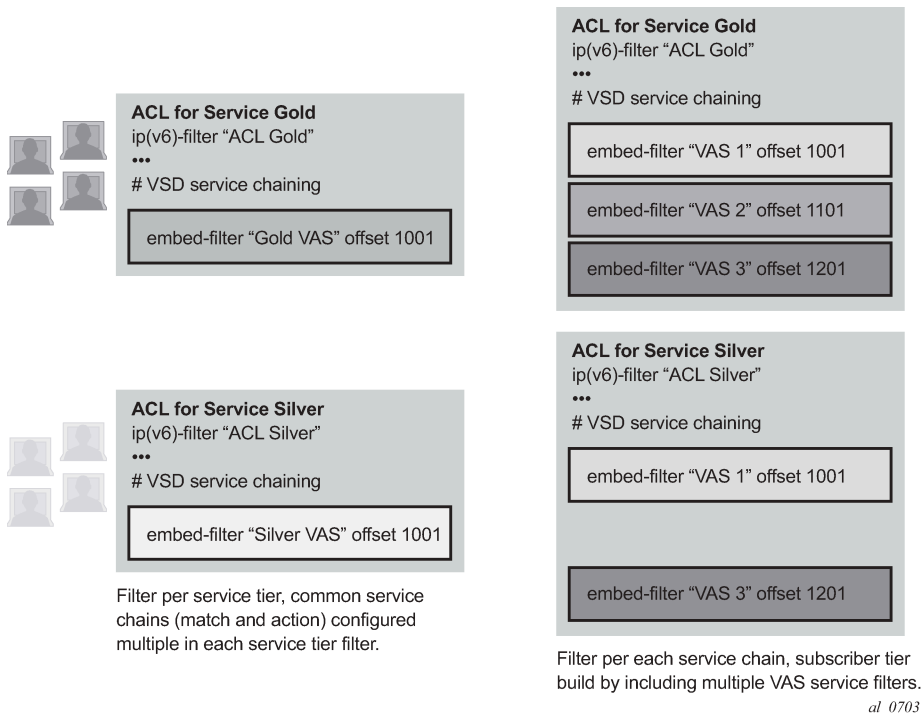 ACL for Service Gold
ip(v6)-filter “ACL Gold”
•••
# VSD service chaining
embed-filter “Gold VAS” offset 1001
ACL for Service Silver
ip(v6)-filter “ACL Silver”
•••
# VSD service chaining
embed-filter “Silver VAS” offset 1001
Filter per service tier, common service
chains (match and action) configured
multiple in each service tier filter.
ACL for Service Gold
ip(v6)-filter “ACL Gold”
•••
# VSD service chaining
embed-filter “VAS 1” offset 1001
embed-filter “VAS 2” offset 1101
embed-filter “VAS 3” offset 1201
ACL for Service Silver
ip(v6)-filter “ACL Silver”
•••
# VSD service chaining
embed-filter “VAS 1” offset 1001
embed-filter “VAS 3” offset 1201
Filter per each service chain, subscriber tier
build by including multiple VAS service filters.
al_0703